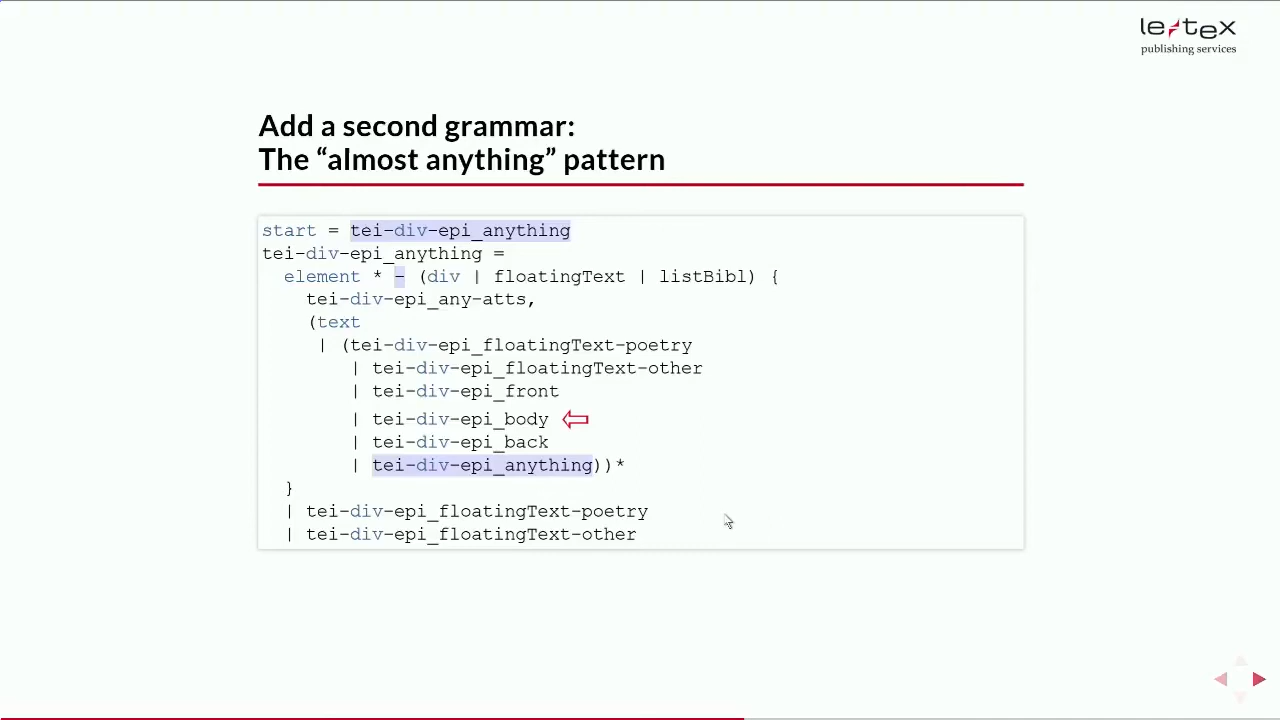 le-tex
publishing services
Add a second grammar:
The “almost anything” pattern
start = tei-div-epi_anything
tei-div-epi_anything =
element * - (div | floatingText | listBibl) {
tei-div-epi_any-atts,
(text
| (tei-div-epi_floatingText-poetry
| tei-div-epi_floatingText-other
| tei-div-epi_front
| tei-div-epi_body
| tei-div-epi_back
| tei-div-epi_anything))*
}
| tei-div-epi_floatingText-poetry
| tei-div-epi_floatingText-other